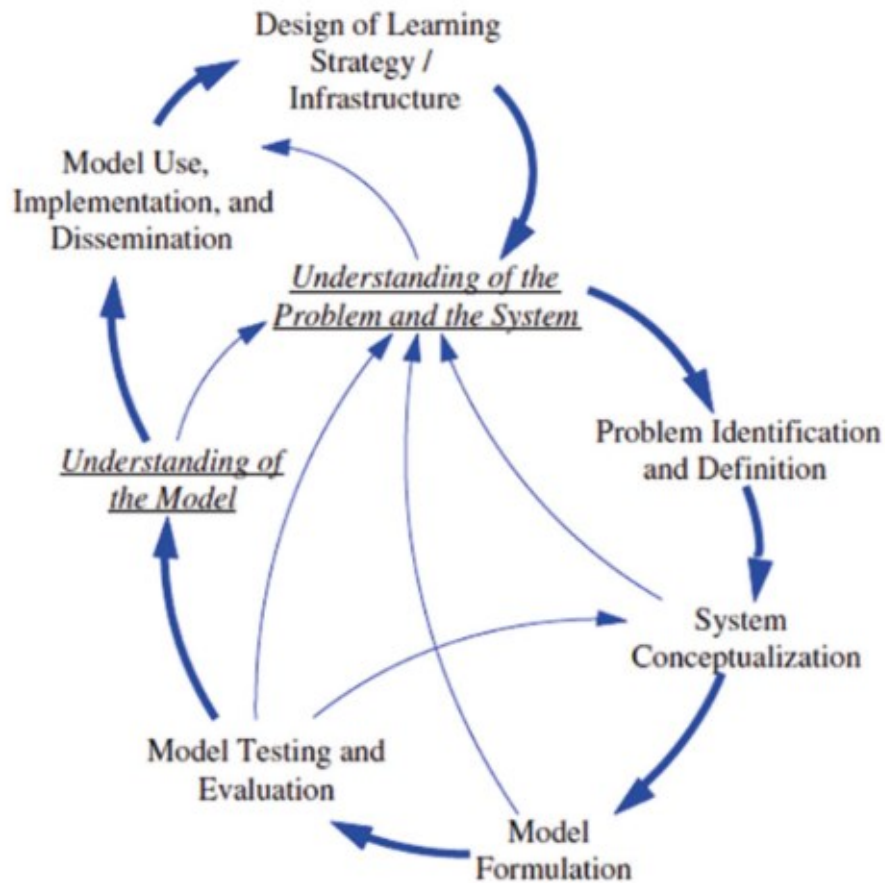 Design of Learning
Strategy /
Infrastructure
Model Use,
Implementation, and
Dissemination
Understanding of the
Problem and the System
Problem Identification
and Definition
Understanding of
the Model
System
Conceptualization
Model Testing and
Evaluation
Model
Formulation